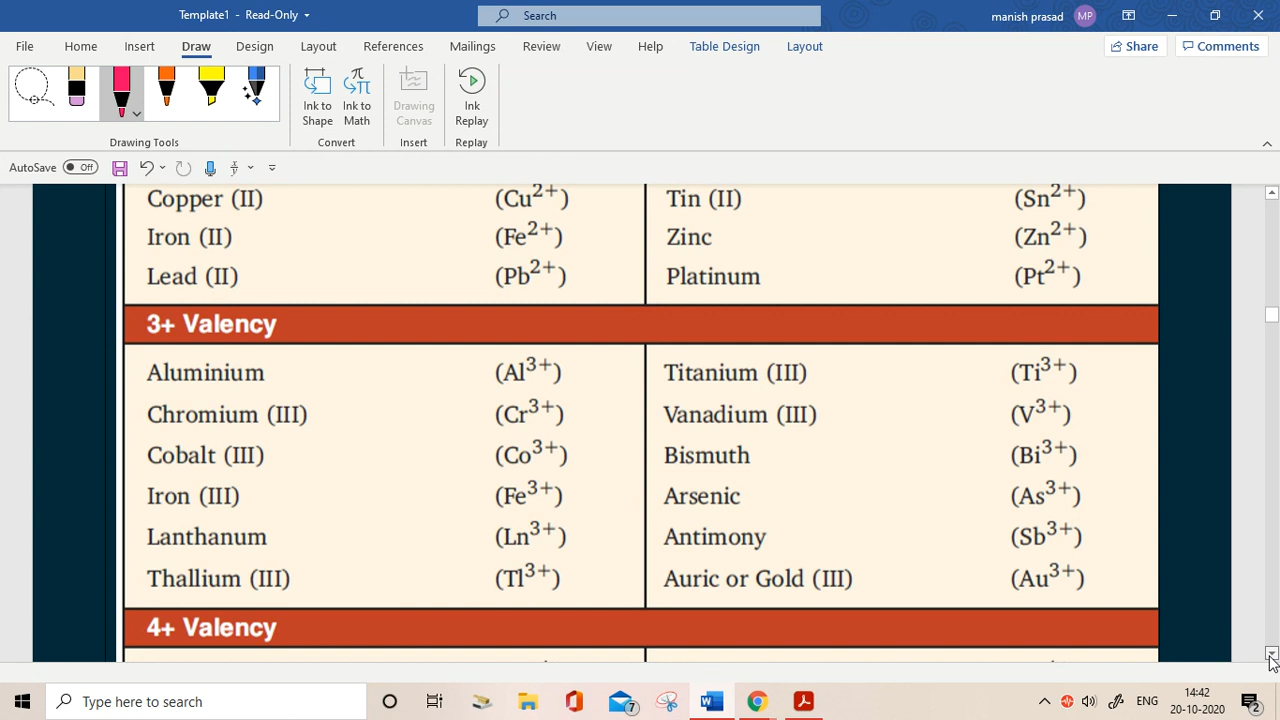 Template1 - Read-Only
Search
manish prasad MP
File Home Insert Draw Design Layout References Mailings Review View Help Table Design Layout Share Comments
Ink to Shape
Ink to Math
Drawing Canvas
Ink Replay
Drawing Tools Convert Insert Replay
AutoSave Off
Copper (II) (Cu²⁺) Tin (II) (Sn²⁺)
Iron (II) (Fe²⁺) Zinc (Zn²⁺)
Lead (II) (Pb²⁺) Platinum (Pt²⁺)
3+ Valency
Aluminium (Al³⁺) Titanium (III) (Ti³⁺)
Chromium (III) (Cr³⁺) Vanadium (III) (V³⁺)
Cobalt (III) (Co³⁺) Bismuth (Bi³⁺)
Iron (III) (Fe³⁺) Arsenic (As³⁺)
Lanthanum (Ln³⁺) Antimony (Sb³⁺)
Thallium (III) (Tl³⁺) Auric or Gold (III) (Au³⁺)
4+ Valency
Type here to search
7
ENG
14:42
20-10-2020
2